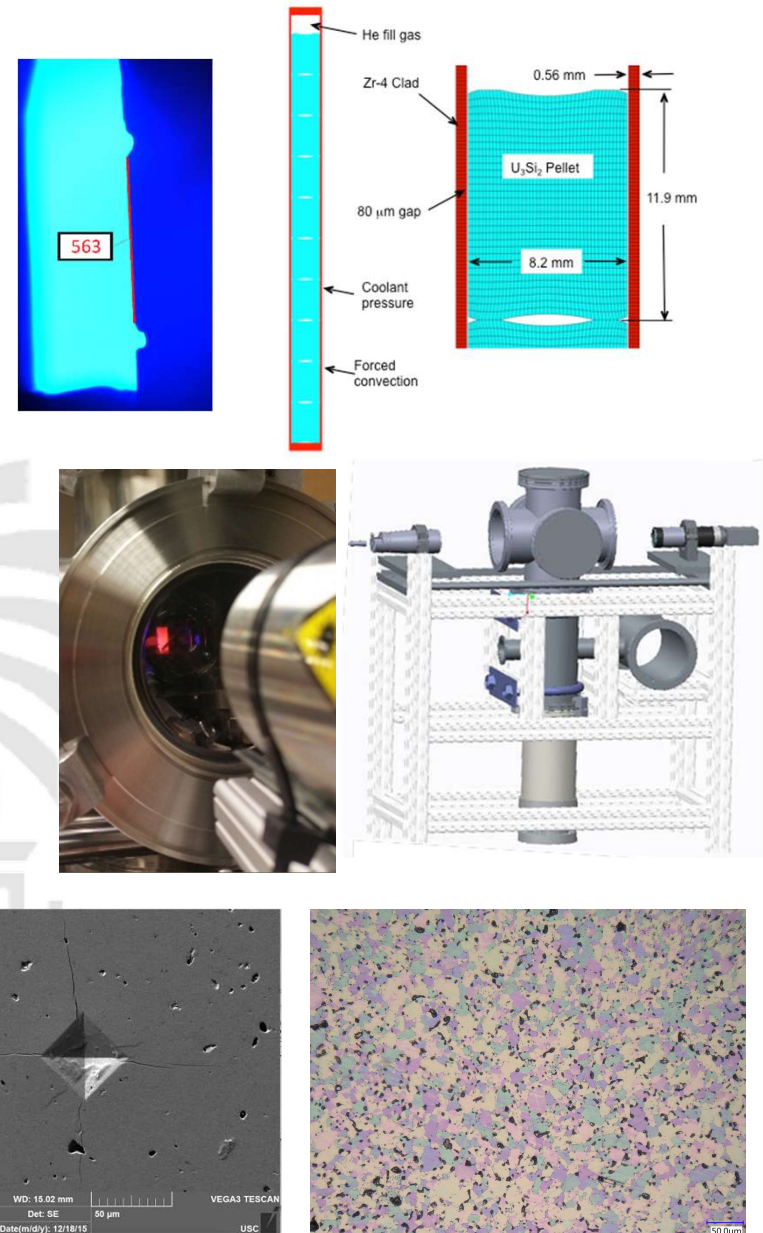 He fill gas
Zr-4 Clad
0.56 mm
U₃Si₂ Pellet
563
80 μm gap
11.9 mm
8.2 mm
Coolant
pressure
Forced
convection
WD: 15.02 mm
VEGA3 TESCAN
Det: SE
50 μm
Date(m/d/y): 12/18/15
USC
50.0um